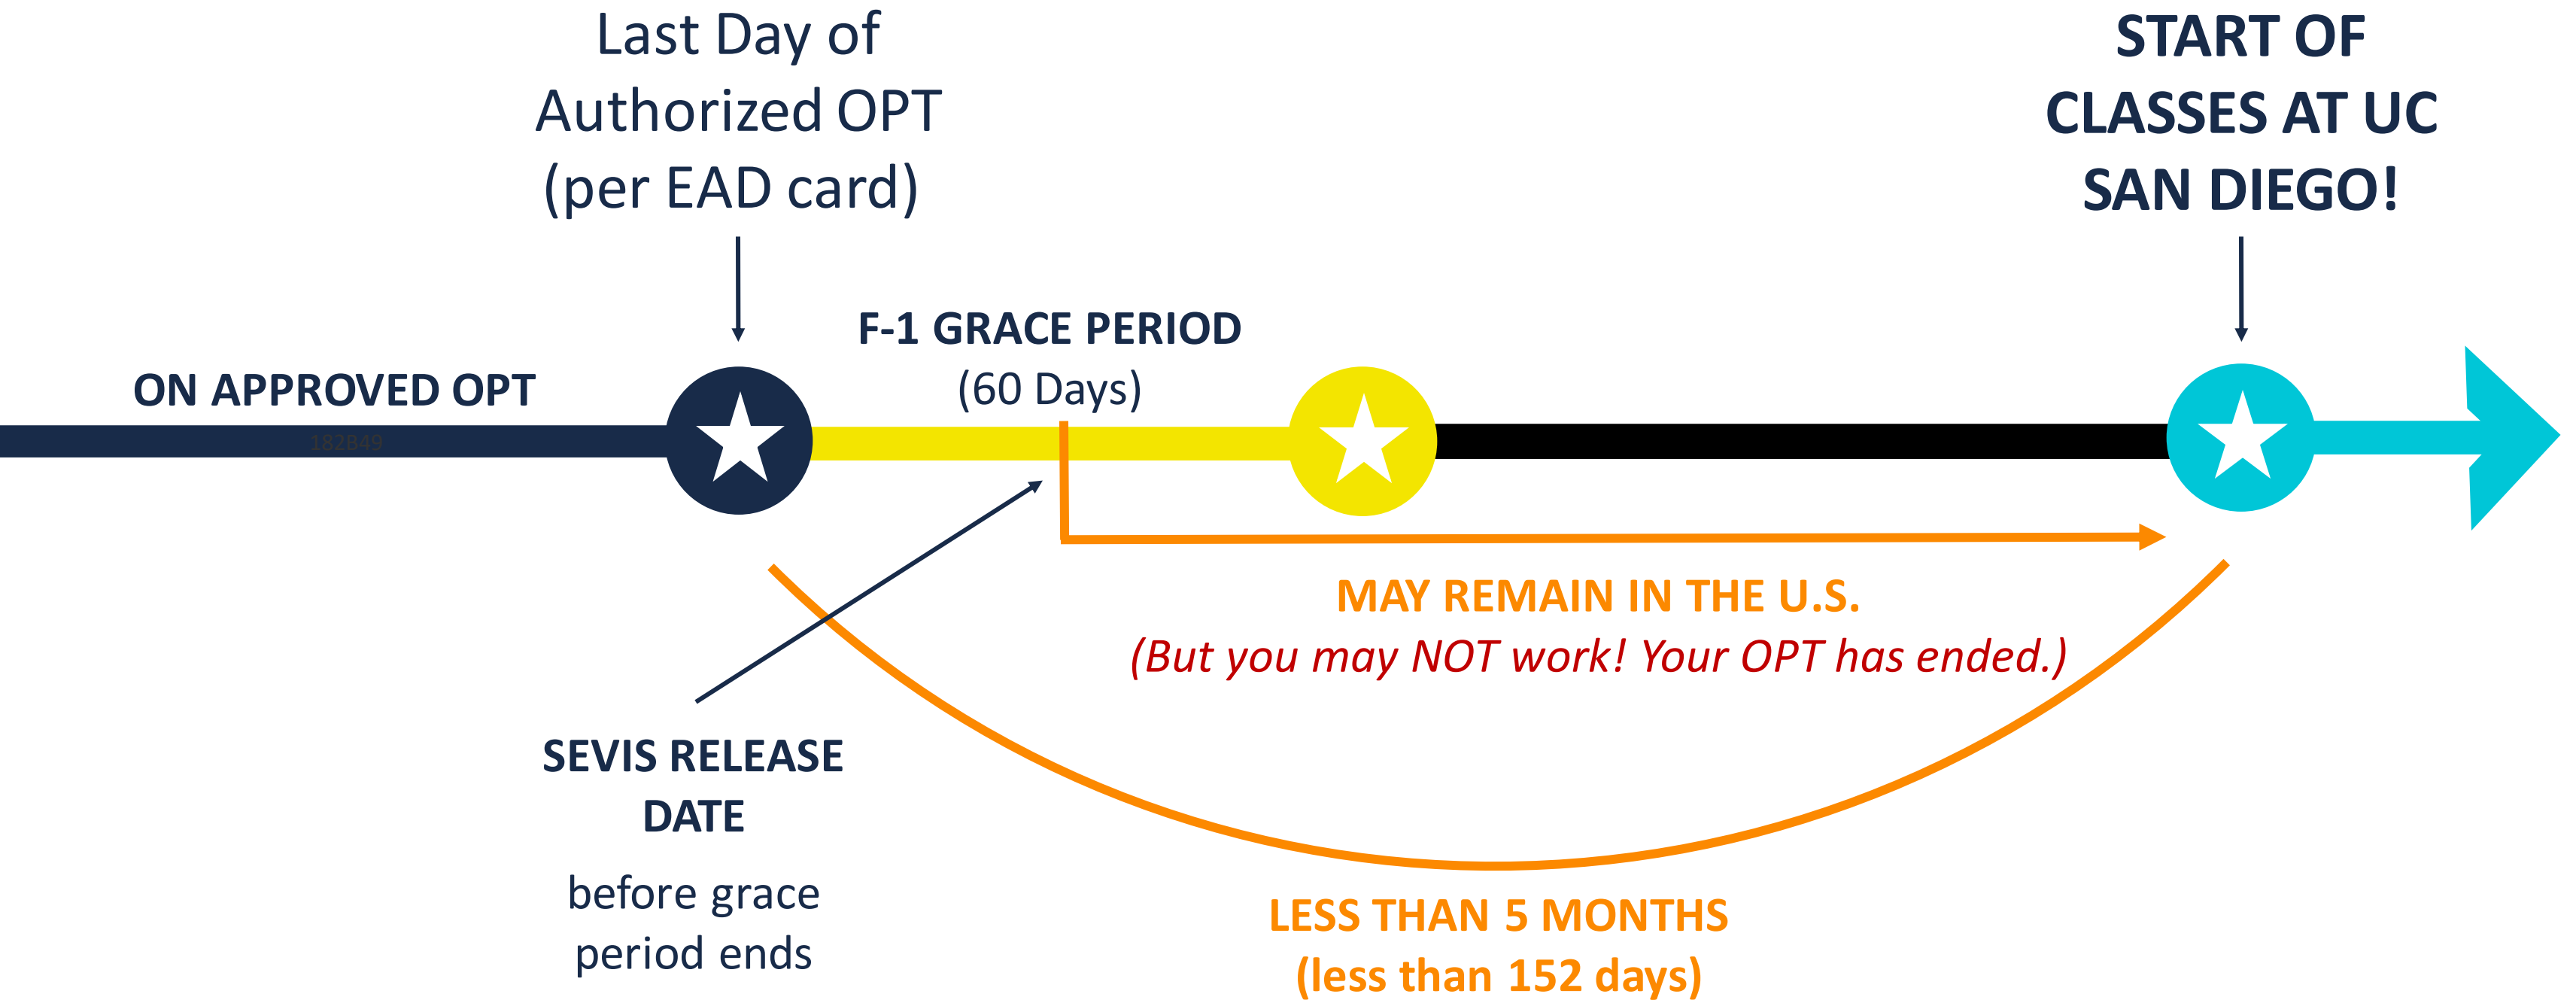 Last Day of
Authorized OPT
(per EAD card)
START OF
CLASSES AT UC
SAN DIEGO!
F-1 GRACE PERIOD
(60 Days)
ON APPROVED OPT
182B49
MAY REMAIN IN THE U.S.
(But you may NOT work! Your OPT has ended.)
SEVIS RELEASE
DATE
before grace
period ends
LESS THAN 5 MONTHS
(less than 152 days)